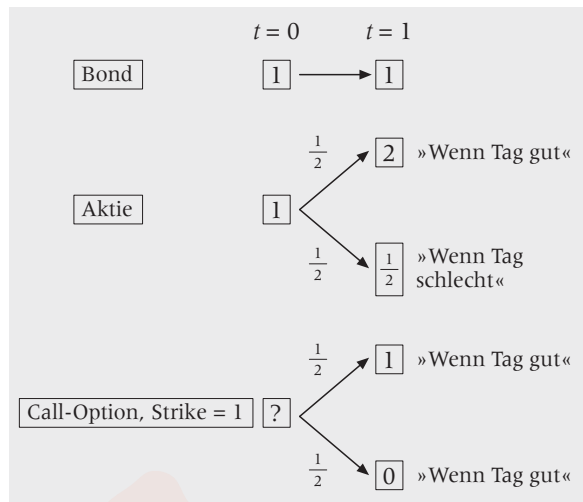 t = 0 t = 1
Bond 1 1
1/2 2 »Wenn Tag gut«
Aktie 1
1/2 1/2 »Wenn Tag
schlecht«
1/2 1 »Wenn Tag gut«
Call-Option, Strike = 1 ?
1/2 0 »Wenn Tag gut«